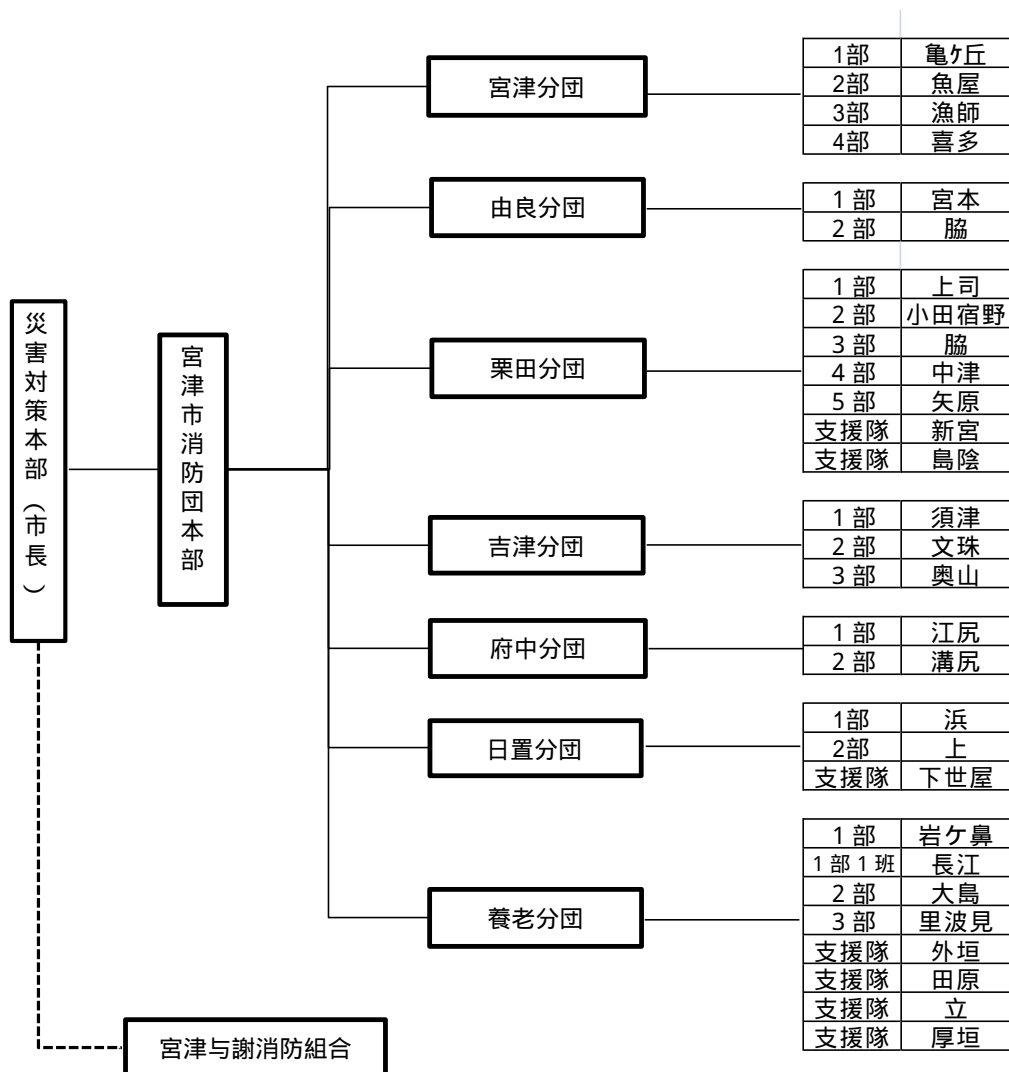 災害対策本部（市長）
宮津市消防団本部
宮津分団
1部 亀ケ丘
2部 魚屋
3部 漁師
4部 喜多
由良分団
1部 宮本
2部 脇
栗田分団
1部 上司
2部 小田宿野
3部 脇
4部 中津
5部 矢原
支援隊 新宮
支援隊 島陰
吉津分団
1部 須津
2部 文珠
3部 奥山
府中分団
1部 江尻
2部 溝尻
日置分団
1部 浜
2部 上
支援隊 下世屋
養老分団
1部 岩ケ鼻
1部1班 長江
2部 大島
3部 里波見
支援隊 外垣
支援隊 田原
支援隊 立
支援隊 厚垣
宮津与謝消防組合